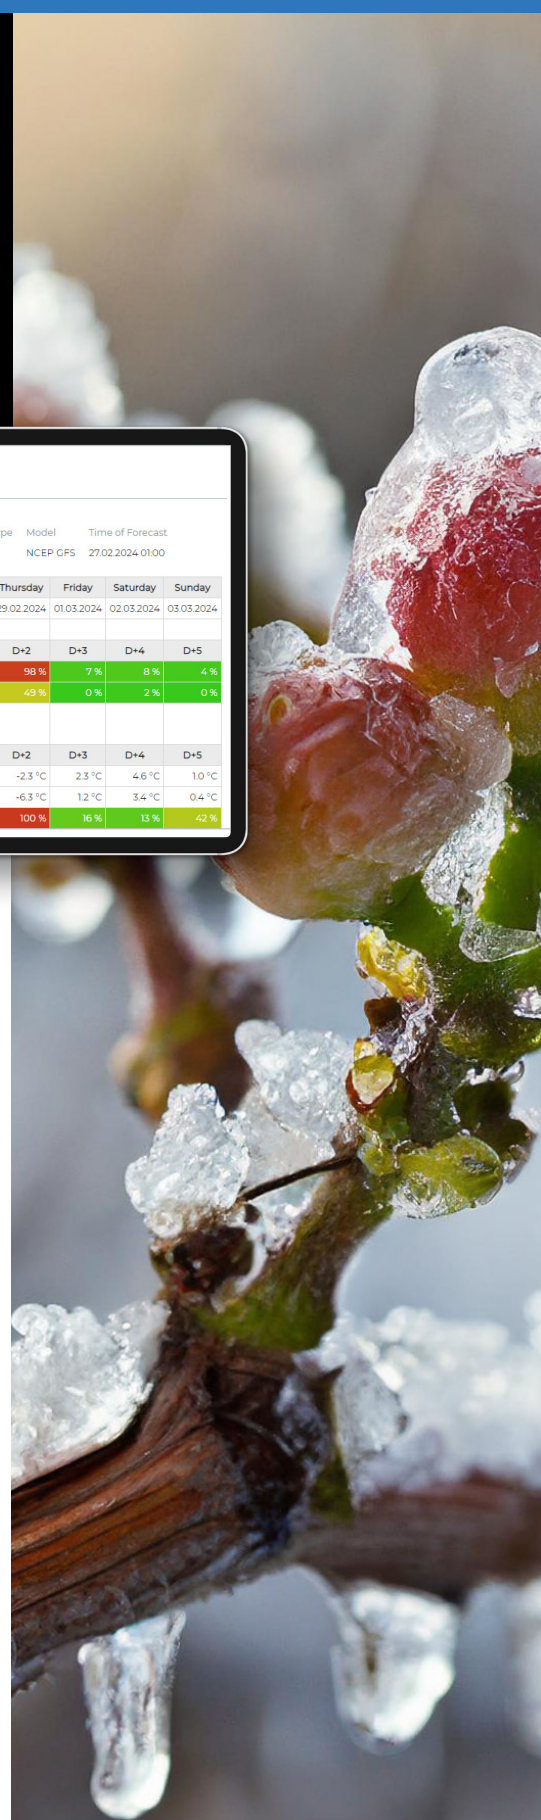 Model Time of Forecast
NCEP GFS 27.02.2024 01:00
Thursday Friday Saturday Sunday
29.02.2024 01.03.2024 02.03.2024 03.03.2024
D+2 D+3 D+4 D+5
98 % 7 % 8 % 4 %
49 % 0 % 2 % 0 %
D+2 D+3 D+4 D+5
-2.3 °C 2.3 °C 4.6 °C 1.0 °C
-6.3 °C 1.2 °C 3.4 °C 0.4 °C
100 % 16 % 13 % 42 %